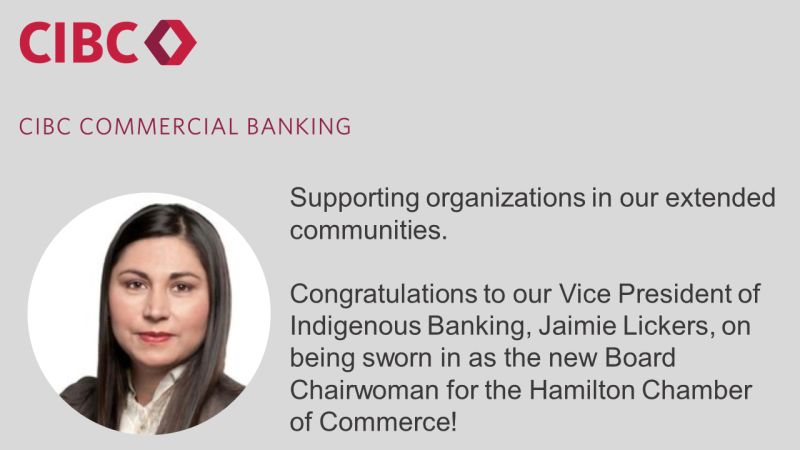 CIBC
CIBC COMMERCIAL BANKING
Supporting organizations in our extended
communities.
Congratulations to our Vice President of
Indigenous Banking, Jaimie Lickers, on
being sworn in as the new Board
Chairwoman for the Hamilton Chamber
of Commerce!